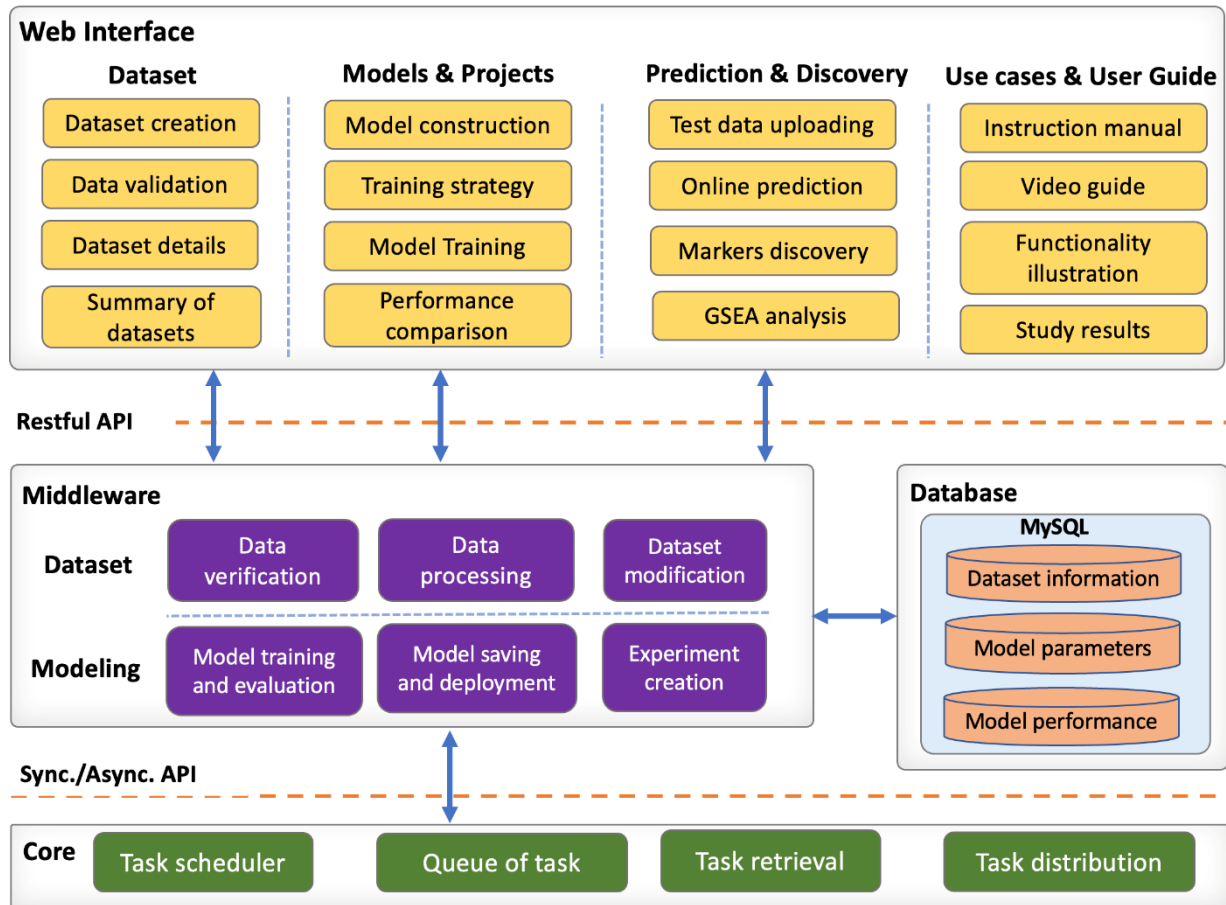 Web Interface
Dataset
Dataset creation
Data validation
Dataset details
Summary of
datasets
Models & Projects
Model construction
Training strategy
Model Training
Performance
comparison
Prediction & Discovery
Test data uploading
Online prediction
Markers discovery
GSEA analysis
Use cases & User Guide
Instruction manual
Video guide
Functionality
illustration
Study results
Restful API
Middleware
Dataset
Data
verification
Data
processing
Dataset
modification
Modeling
Model training
and evaluation
Model saving
and deployment
Experiment
creation
Database
MySQL
Dataset information
Model parameters
Model performance
Sync./Async. API
Core
Task scheduler
Queue of task
Task retrieval
Task distribution